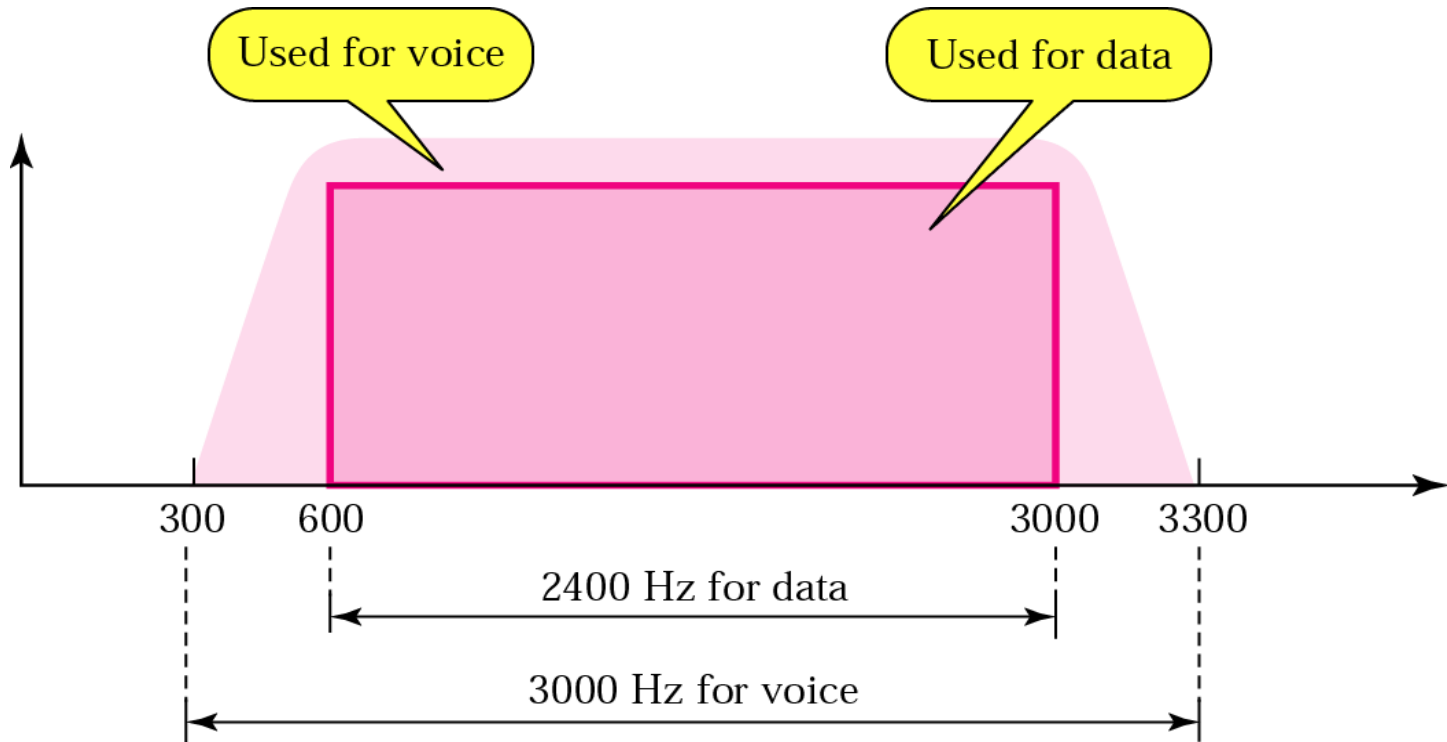 Used for voice
Used for data
300 600 3000 3300
2400 Hz for data
3000 Hz for voice